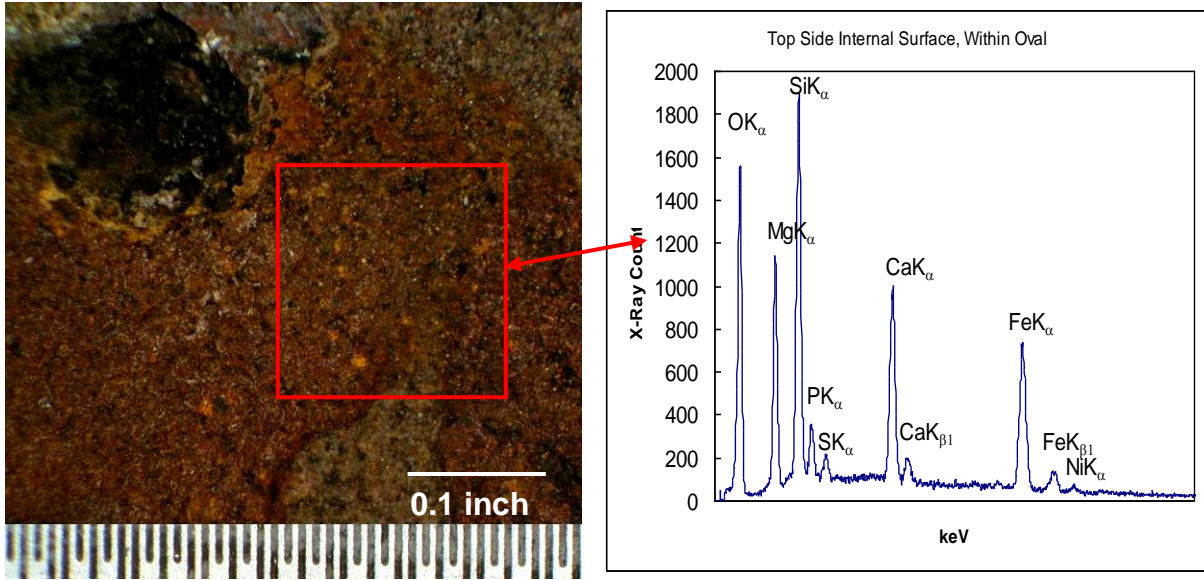 0.1 inch
Top Side Internal Surface, Within Oval
X-Ray Count
2000
1800
1600
1400
1200
1000
800
600
400
200
0
OKα
MgKα
SiKα
PKα
SKα
CaKα
CaKβ1
FeKα
FeKβ1
NiKα
keV